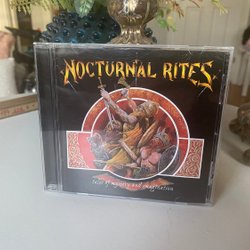 NOCTURNAL RITES
Tales of mystery and imagination